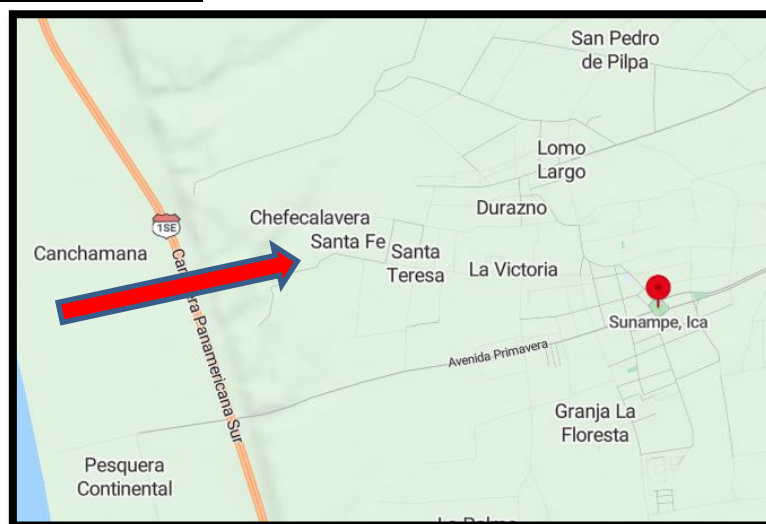 San Pedro
de Pilpa
Lomo
Largo
Durazno
Chefecalavera
Santa Fe
Santa
Teresa
La Victoria
1SE
Canchamana
Sunampe, Ica
Avenida Primavera
Panamericana Sur
Granja La
Floresta
Pesquera
Continental